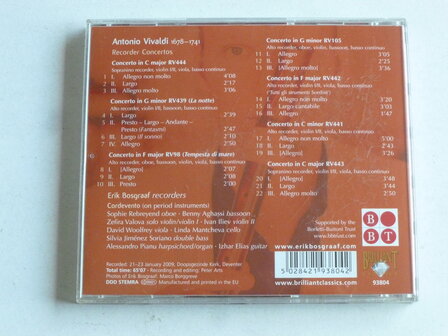 Antonio Vivaldi 1678–1741
Recorder Concertos
Concerto in C major RV444
Sopranino recorder, violin I/II, viola, basso continuo
1 I. Allegro non molto 4'08
2 II. Largo 2'17
3 III. Allegro molto 3'06
Concerto in G minor RV439 (La notte)
Alto recorder, violin I/II, viola, basso continuo
4 I. Largo 2'39
5 II. Presto – Largo – Andante –
Presto (Fantasmi) 2'47
6 III. Largo (Il sonno) 2'10
7 IV. Allegro 2'50
Concerto in F major RV98 (Tempesta di mare)
Alto recorder, oboe, bassoon, violin, basso continuo
8 I. [Allegro] 2'48
9 II. [Largo] 2'07
10 III. Presto 2'00
Concerto in G minor RV105
Alto recorder, oboe, violin, bassoon, basso continuo
11 I. Allegro 3'05
12 II. Largo 2'25
13 III. [Allegro molto] 3'36
Concerto in F major RV442
Alto recorder, violin I/II, viola, basso continuo
('Tutti gli strumenti Sordini')
14 I. Allegro non molto 3'28
15 II. Largo cantabile
16 III. Allegro 1'47
Concerto in C minor RV441
Alto recorder, violin I/II, viola, basso continuo
17 I. Allegro non molto 5'00
18 II. Largo 2'43
19 III. [Allegro] 3'26
Concerto in C major RV443
Sopranino recorder, violin I/II, viola, basso continuo
20 I. [Allegro] 3'48
21 II. Largo 3'44
22 III. Allegro molto 2'50
Erik Bosgraaf recorders
Cordevento (on period instruments)
Sophie Rebreyend oboe · Benny Aghassi bassoon
Zefira Valova solo violin/violin I · Ivan Iliev violin II
David Woolfrey viola · Linda Mantcheva cello
Silvia Jiménez Soriano double bass
Alessandro Pianu harpsichord/organ · Izhar Elias guitar
Recorded: 21–23 January 2009, Doopsgezinde Kerk, Deventer
Total time: 65'07 · Recording: Peter Arts
Photos of Erik Bosgraaf: Marco Borggreve
DDD STEMRA Manufactured and printed in the EU
Supported by the
Borletti-Buitoni Trust
www.bbtrust.com
B
B T
www.erikbosgraaf.com
5 028421 938042
www.brilliantclassics.com
BRILLIANT
CLASSICS
93804